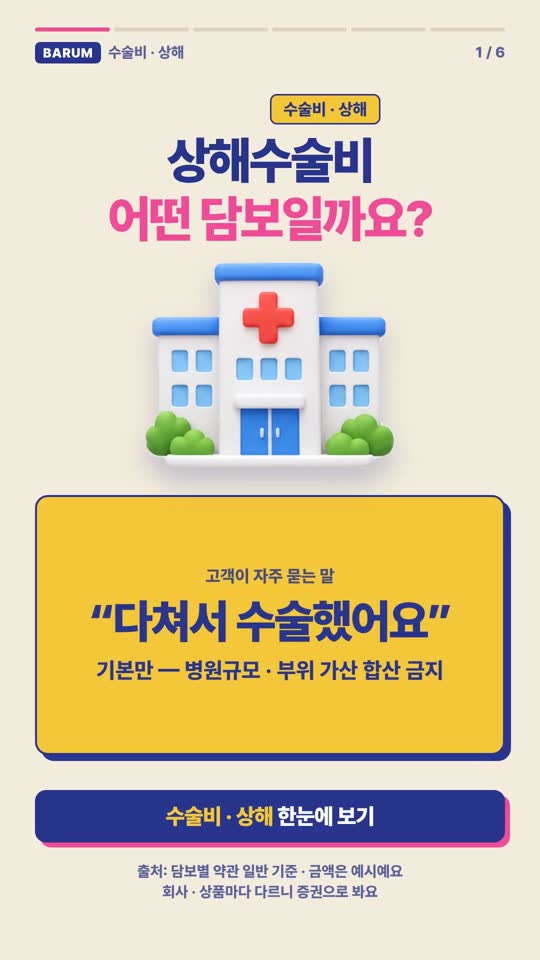 BARUM 수술비 · 상해 1 / 6
수술비 · 상해
상해수술비
어떤 담보일까요?
고객이 자주 묻는 말
“다쳐서 수술했어요”
기본만 — 병원규모 · 부위 가산 합산 금지
수술비 · 상해 한눈에 보기
출처: 담보별 약관 일반 기준 · 금액은 예시예요
회사 · 상품마다 다르니 증권으로 봐요